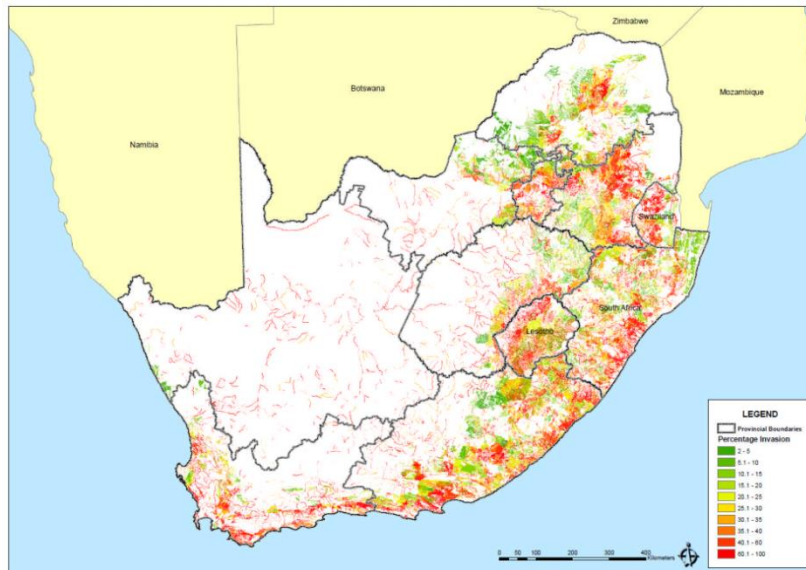 Zimbabwe
Botswana
Mozambique
Namibia
Swaziland
South Africa
Lesotho
LEGEND
Provincial Boundaries
Percentage Invasion
2 - 5
5.1 - 10
10.1 - 15
15.1 - 20
20.1 - 25
25.1 - 30
30.1 - 35
35.1 - 40
40.1 - 60
60.1 - 100
0 50 100 200 300 400
Kilometers